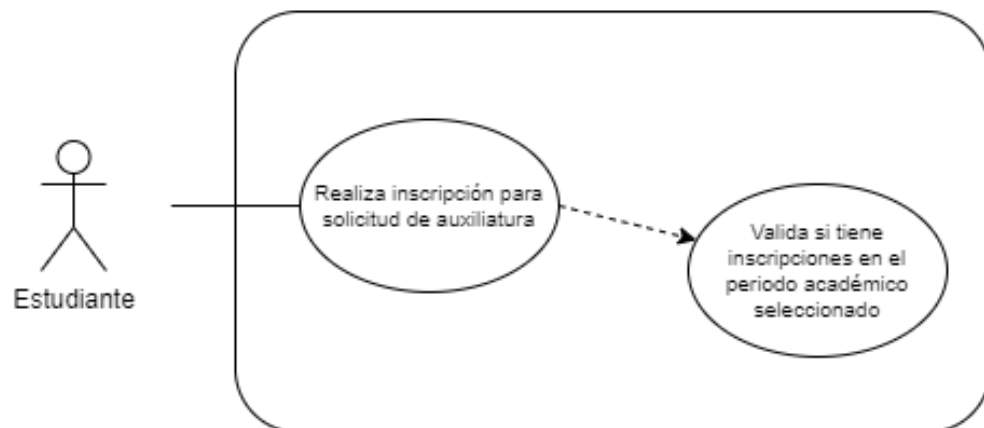 Realiza inscripción para
solicitud de auxiliatura
Valida si tiene
inscripciones en el
periodo académico
seleccionado
Estudiante